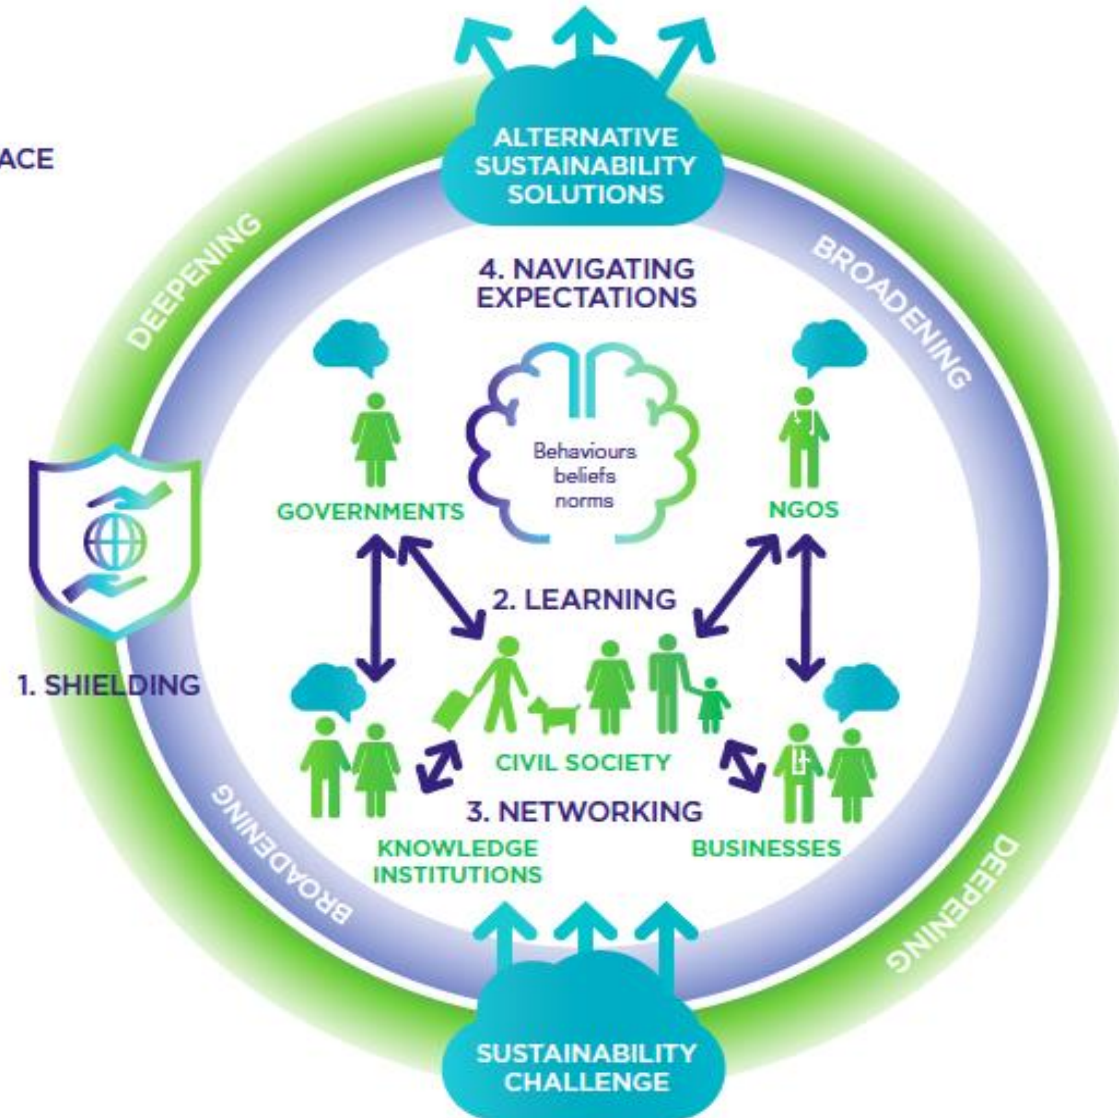 ACE
ALTERNATIVE
SUSTAINABILITY
SOLUTIONS
DEEPENING
BROADENING
4. NAVIGATING
EXPECTATIONS
Behaviours
beliefs
norms
GOVERNMENTS
NGOS
2. LEARNING
1. SHIELDING
CIVIL SOCIETY
3. NETWORKING
KNOWLEDGE
INSTITUTIONS
BUSINESSES
BROADENING
DEEPENING
SUSTAINABILITY
CHALLENGE